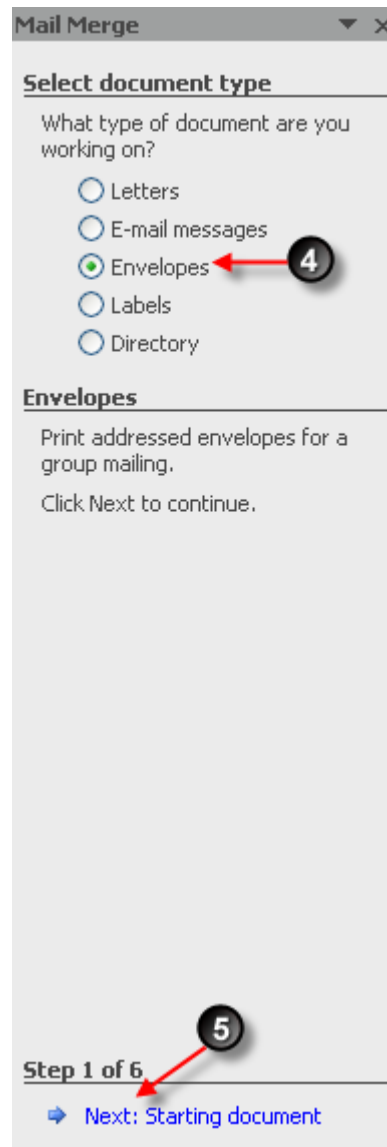 Mail Merge
Select document type
What type of document are you
working on?
Letters
E-mail messages
Envelopes
4
Labels
Directory
Envelopes
Print addressed envelopes for a
group mailing.
Click Next to continue.
5
Step 1 of 6
Next: Starting document